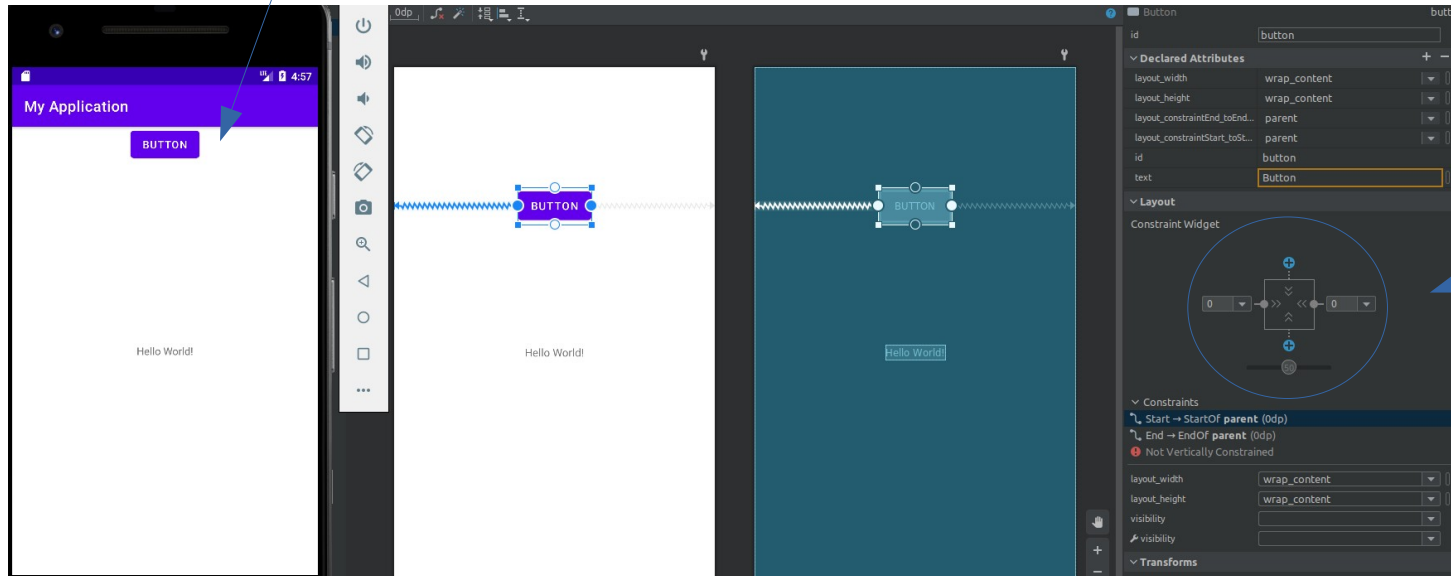 4:57
My Application
BUTTON
Hello World!
0dp
BUTTON
Hello World!
BUTTON
Hello World!
Button
id button
Declared Attributes
layout_width wrap_content
layout_height wrap_content
layout_constraintEnd_toEnd... parent
layout_constraintStart_toSt... parent
id button
text Button
Layout
Constraint Widget
0 0
50
Constraints
Start → StartOf parent (0dp)
End → EndOf parent (0dp)
Not Vertically Constrained
layout_width wrap_content
layout_height wrap_content
visibility
visibility
Transforms